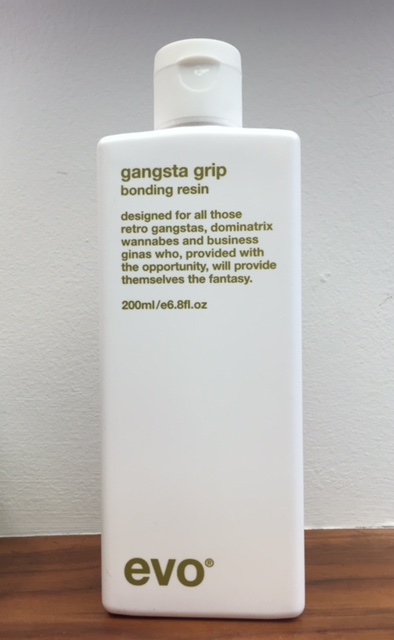 gangsta grip
bonding resin
designed for all those
retro gangstas, dominatrix
wannabes and business
ginas who, provided with
the opportunity, will provide
themselves the fantasy.
200ml/e6.8fl.oz
evo®